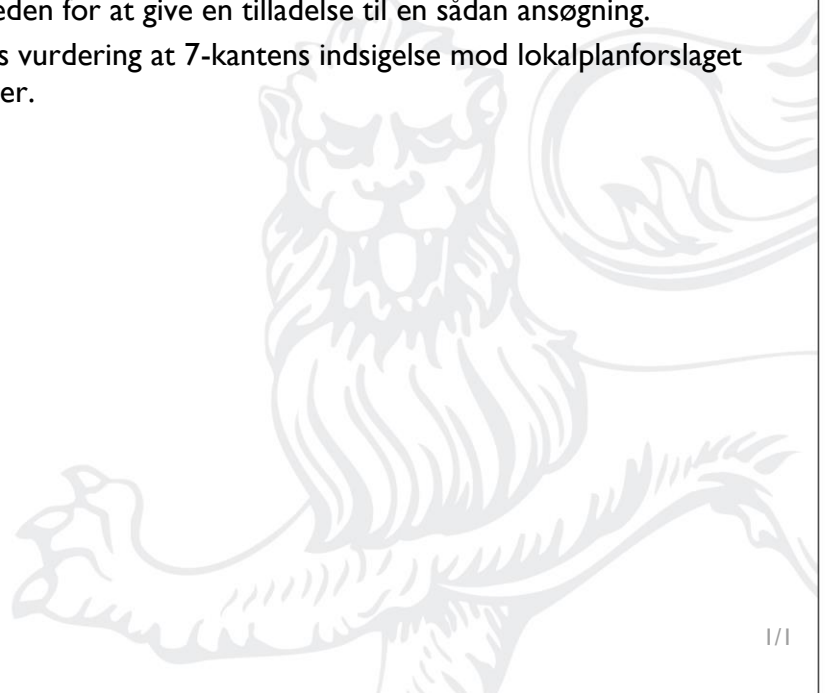 eden for at give en tilladelse til en sådan ansøgning.
s vurdering at 7-kantens indsigelse mod lokalplanforslaget
er.
1/1